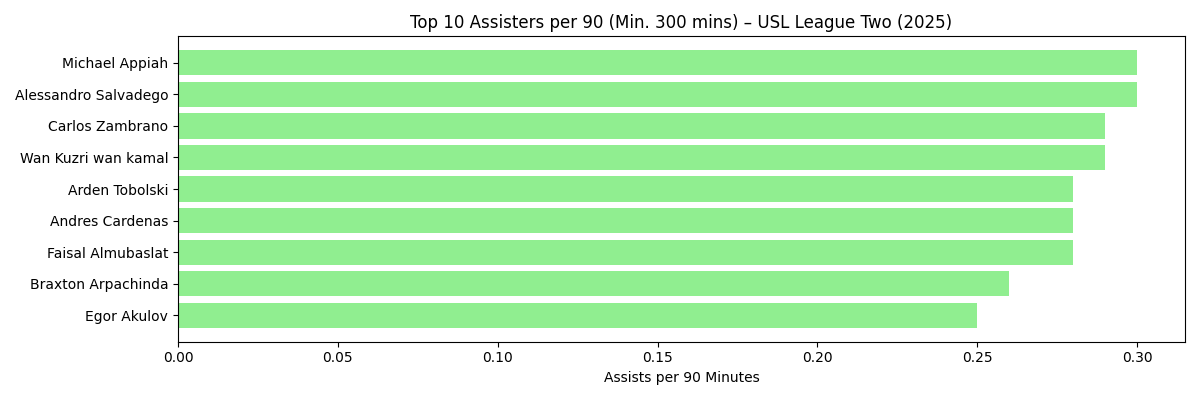 Top 10 Assisters per 90 (Min. 300 mins) – USL League Two (2025)
Michael Appiah
Alessandro Salvadego
Carlos Zambrano
Wan Kuzri wan kamal
Arden Tobolski
Andres Cardenas
Faisal Almubaslat
Braxton Arpachinda
Egor Akulov
0.00 0.05 0.10 0.15 0.20 0.25 0.30
Assists per 90 Minutes